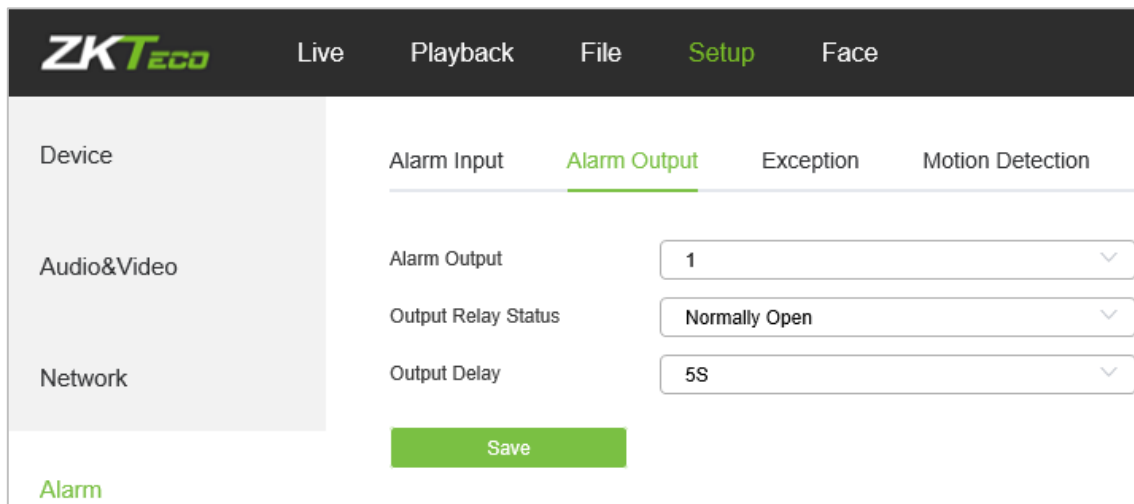 ZKTeco Live Playback File Setup Face
Device
Audio&Video
Network
Alarm
Alarm Input Alarm Output Exception Motion Detection
Alarm Output 1
Output Relay Status Normally Open
Output Delay 5S
Save